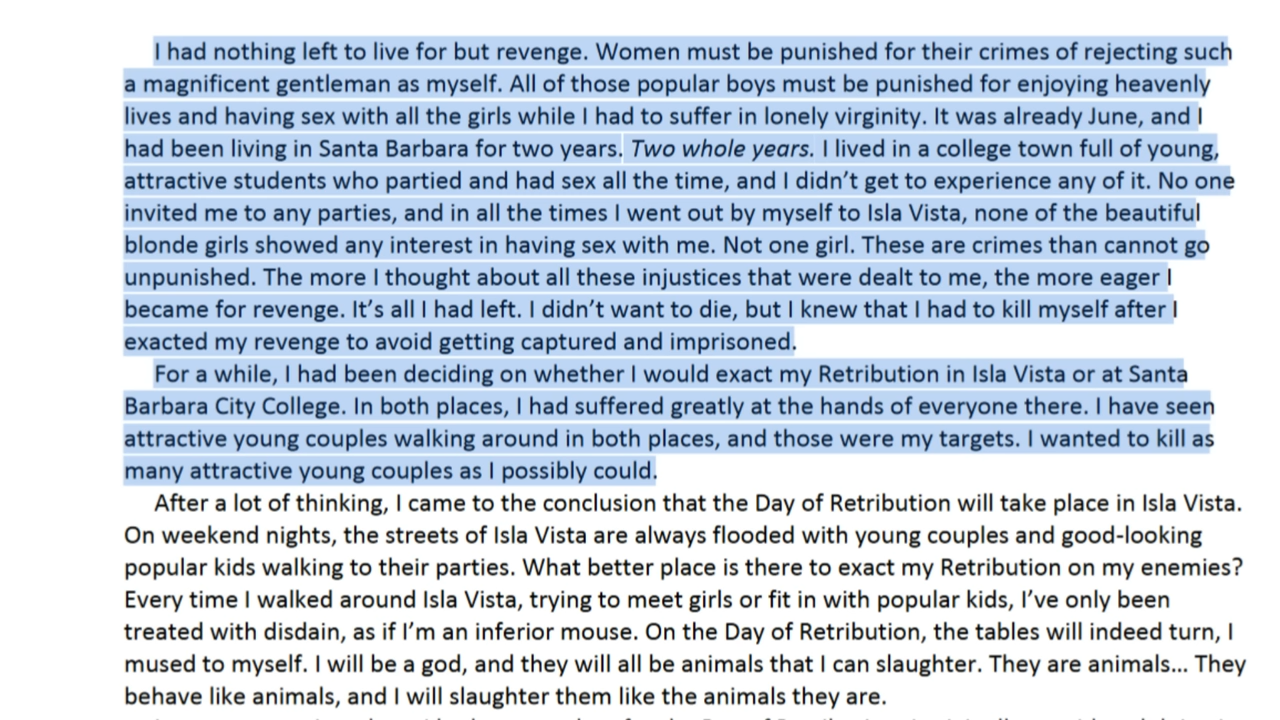 I had nothing left to live for but revenge. Women must be punished for their crimes of rejecting such
a magnificent gentleman as myself. All of those popular boys must be punished for enjoying heavenly
lives and having sex with all the girls while I had to suffer in lonely virginity. It was already June, and I
had been living in Santa Barbara for two years. Two whole years. I lived in a college town full of young,
attractive students who partied and had sex all the time, and I didn’t get to experience any of it. No one
invited me to any parties, and in all the times I went out by myself to Isla Vista, none of the beautiful
blonde girls showed any interest in having sex with me. Not one girl. These are crimes than cannot go
unpunished. The more I thought about all these injustices that were dealt to me, the more eager I
became for revenge. It’s all I had left. I didn’t want to die, but I knew that I had to kill myself after I
exacted my revenge to avoid getting captured and imprisoned.
For a while, I had been deciding on whether I would exact my Retribution in Isla Vista or at Santa
Barbara City College. In both places, I had suffered greatly at the hands of everyone there. I have seen
attractive young couples walking around in both places, and those were my targets. I wanted to kill as
many attractive young couples as I possibly could.
After a lot of thinking, I came to the conclusion that the Day of Retribution will take place in Isla Vista.
On weekend nights, the streets of Isla Vista are always flooded with young couples and good-looking
popular kids walking to their parties. What better place is there to exact my Retribution on my enemies?
Every time I walked around Isla Vista, trying to meet girls or fit in with popular kids, I’ve only been
treated with disdain, as if I’m an inferior mouse. On the Day of Retribution, the tables will indeed turn, I
mused to myself. I will be a god, and they will all be animals that I can slaughter. They are animals... They
behave like animals, and I will slaughter them like the animals they are.